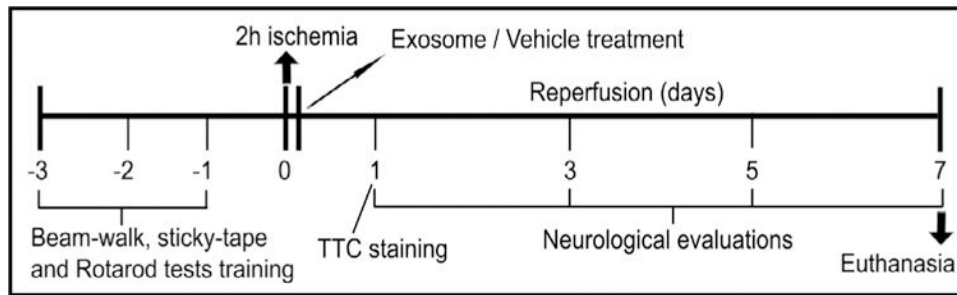 2h ischemia
Exosome / Vehicle treatment
Reperfusion (days)
-3 -2 -1 0 1 3 5 7
Beam-walk, sticky-tape
and Rotarod tests training
TTC staining
Neurological evaluations
Euthanasia